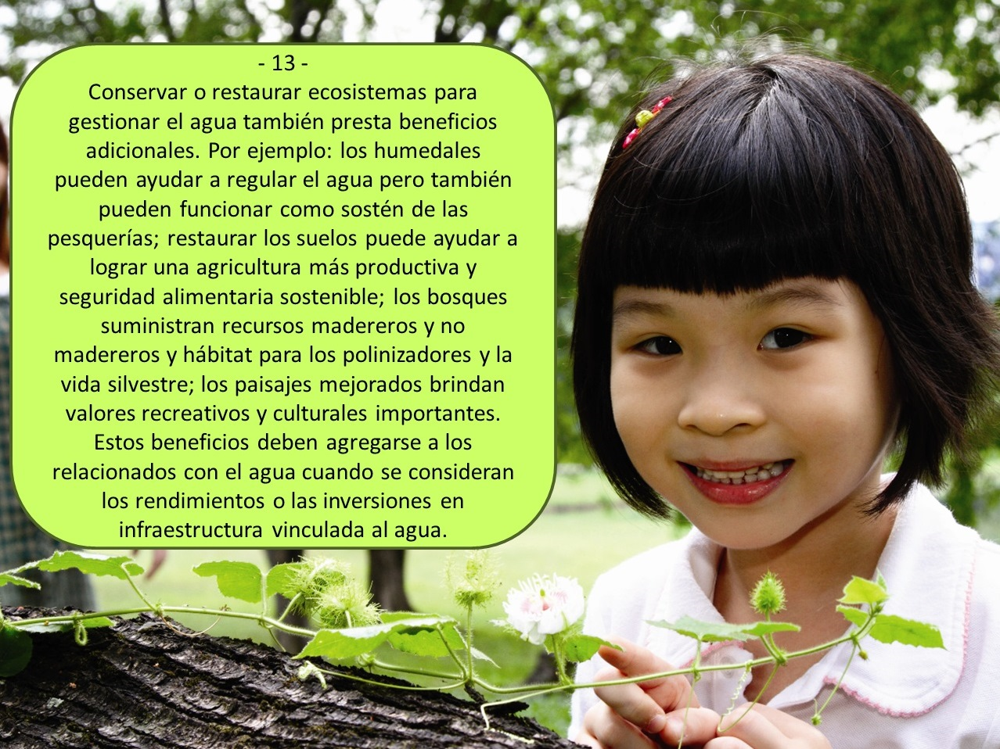 - 13 -
Conservar o restaurar ecosistemas para
gestionar el agua también presta beneficios
adicionales. Por ejemplo: los humedales
pueden ayudar a regular el agua pero también
pueden funcionar como sostén de las
pesquerías; restaurar los suelos puede ayudar a
lograr una agricultura más productiva y
seguridad alimentaria sostenible; los bosques
suministran recursos madereros y no
madereros y hábitat para los polinizadores y la
vida silvestre; los paisajes mejorados brindan
valores recreativos y culturales importantes.
Estos beneficios deben agregarse a los
relacionados con el agua cuando se consideran
los rendimientos o las inversiones en
infraestructura vinculada al agua.